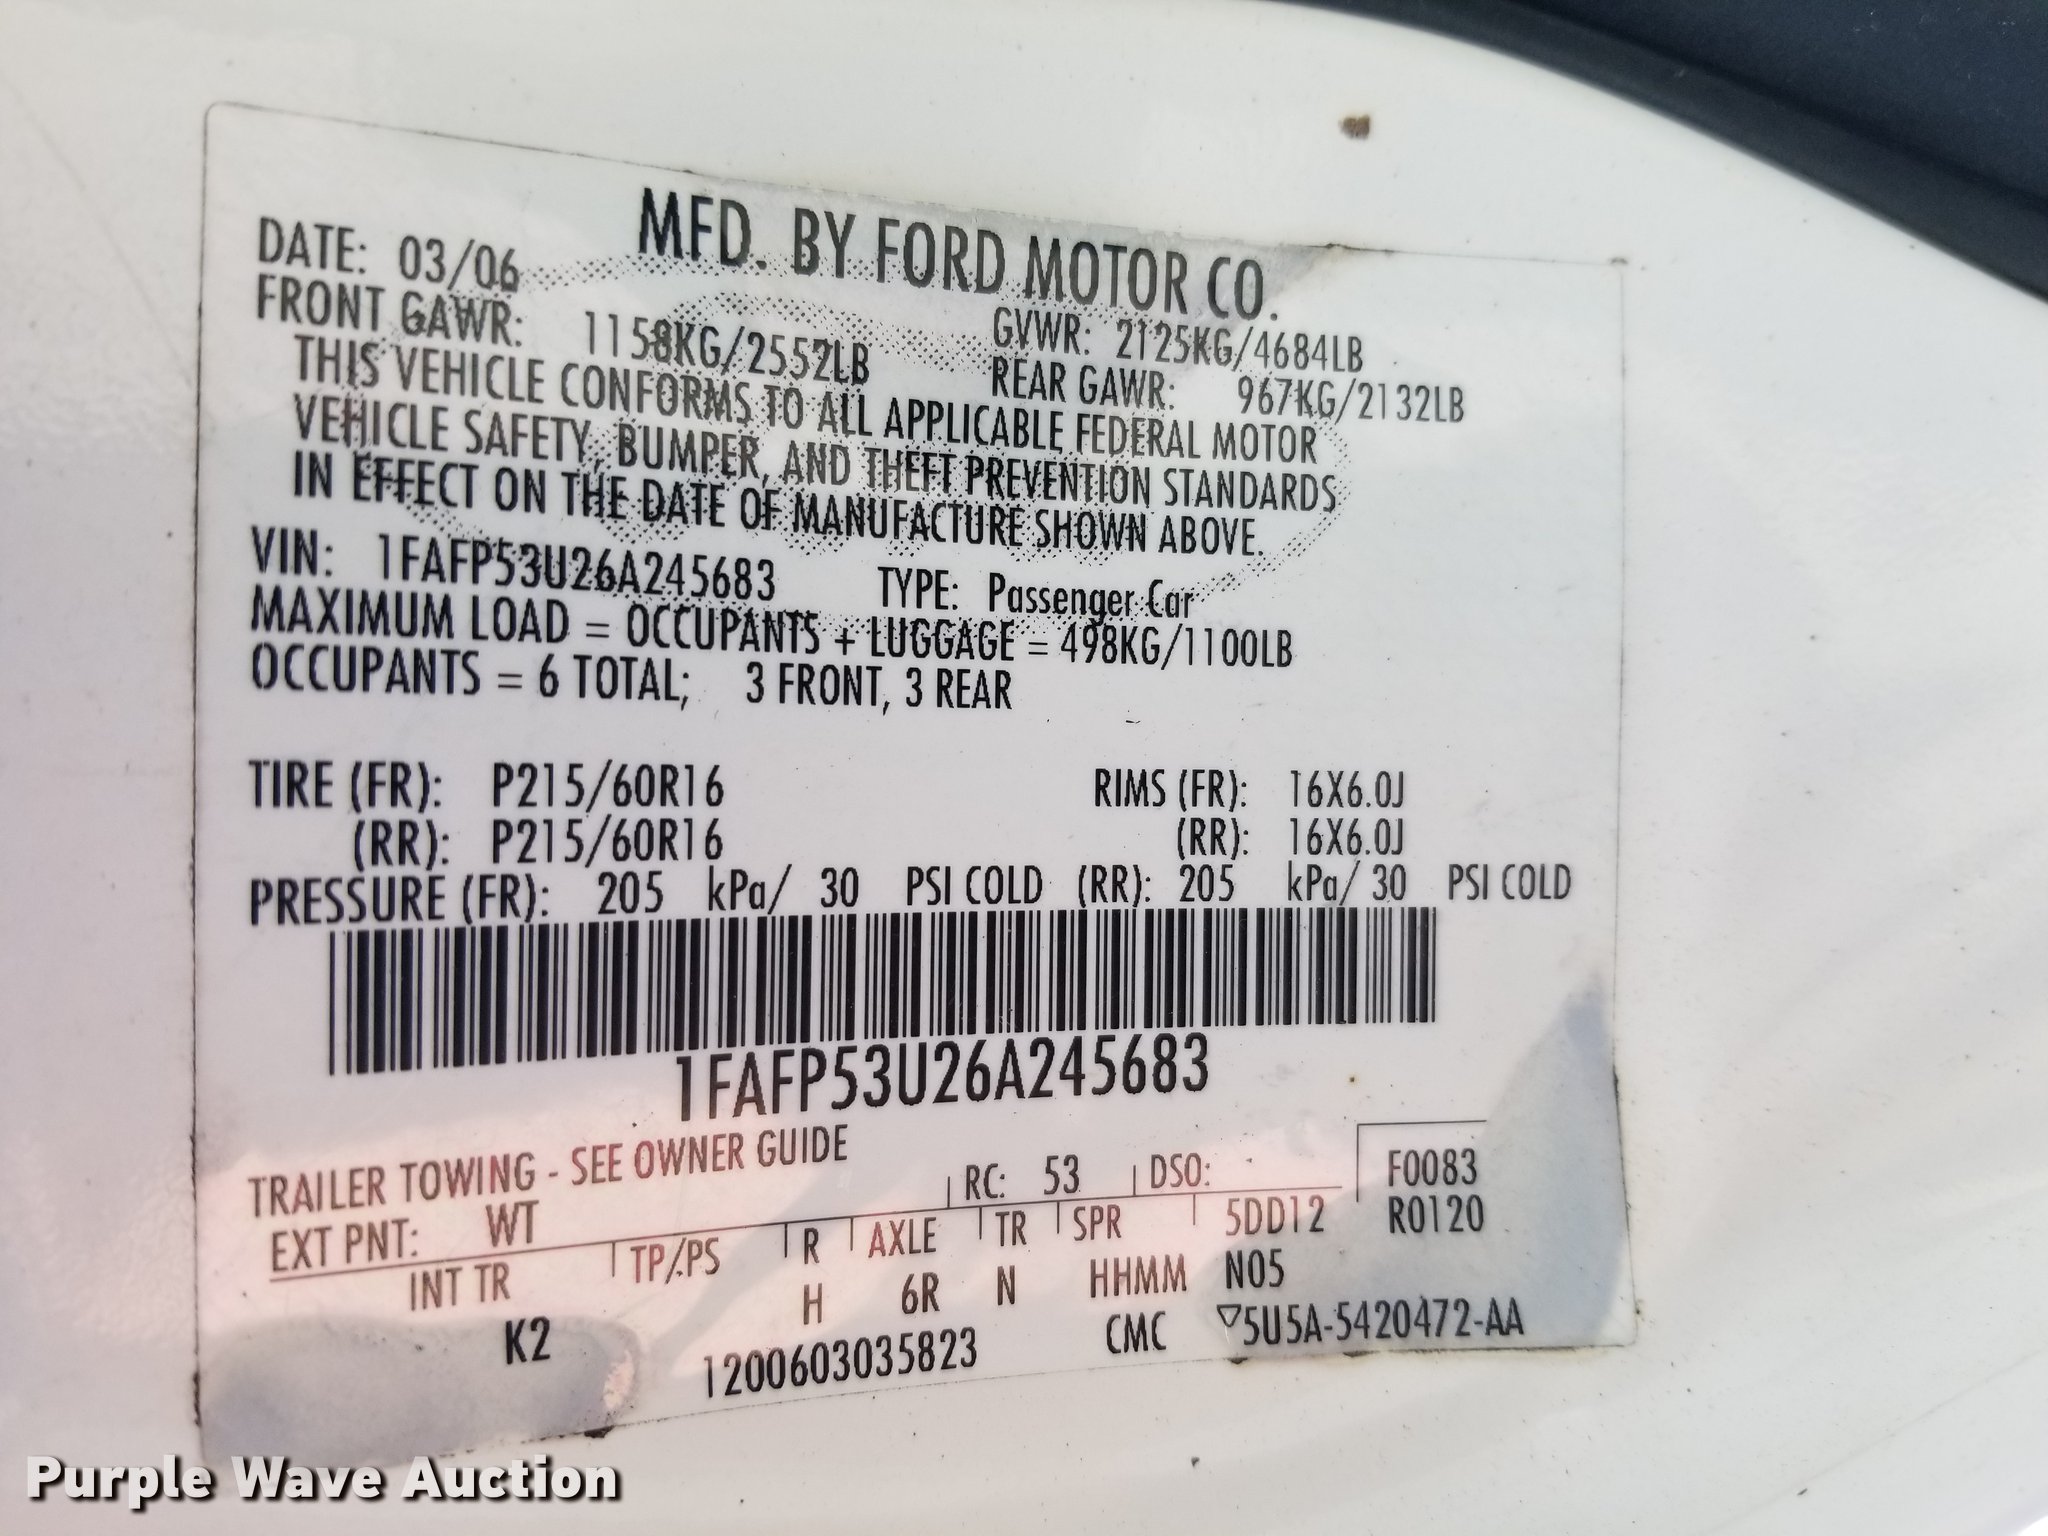 MFD. BY FORD MOTOR CO.
DATE: 03/06 GVWR: 2125KG/4684LB
FRONT GAWR: 1158KG/2552LB REAR GAWR: 967KG/2132LB
THIS VEHICLE CONFORMS TO ALL APPLICABLE FEDERAL MOTOR
VEHICLE SAFETY, BUMPER, AND THEFT PREVENTION STANDARDS
IN EFFECT ON THE DATE OF MANUFACTURE SHOWN ABOVE.
VIN: 1FAFP53U26A245683 TYPE: Passenger Car
MAXIMUM LOAD = OCCUPANTS + LUGGAGE = 498KG/1100LB
OCCUPANTS = 6 TOTAL; 3 FRONT, 3 REAR
TIRE (FR): P215/60R16 RIMS (FR): 16X6.0J
(RR): P215/60R16 (RR): 16X6.0J
PRESSURE (FR): 205 kPa/ 30 PSI COLD (RR): 205 kPa/ 30 PSI COLD
1FAFP53U26A245683
TRAILER TOWING - SEE OWNER GUIDE
EXT PNT: WT RC: 53 DSO: F0083
INT TR TP/PS R AXLE TR SPR 5DD12 R0120
K2 H 6R N HHMM N05
1200603035823 CMC ▽5U5A-5420472-AA
Purple Wave Auction